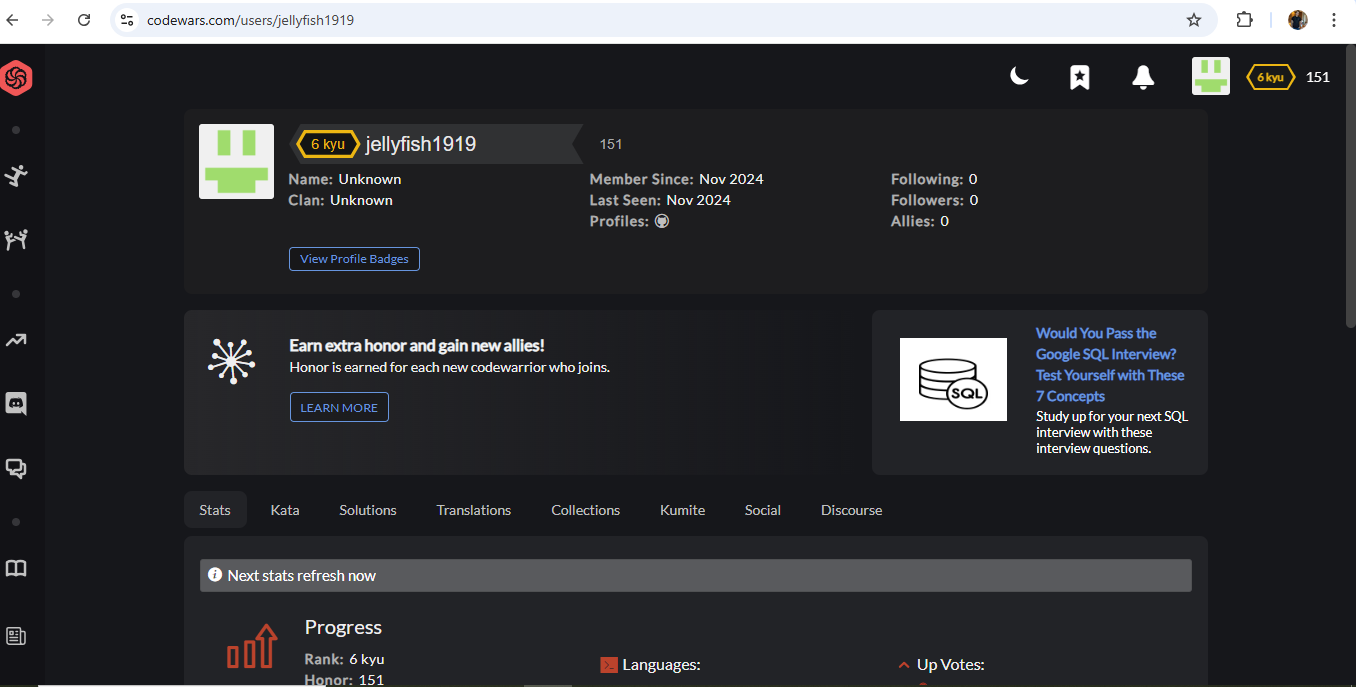 codewars.com/users/jellyfish1919
6 kyu 151
6 kyu jellyfish1919 151
Name: Unknown
Clan: Unknown
Member Since: Nov 2024
Last Seen: Nov 2024
Profiles:
Following: 0
Followers: 0
Allies: 0
View Profile Badges
Earn extra honor and gain new allies!
Honor is earned for each new codewarrior who joins.
LEARN MORE
SQL
Would You Pass the
Google SQL Interview?
Test Yourself with These
7 Concepts
Study up for your next SQL
interview with these
interview questions.
Stats Kata Solutions Translations Collections Kumite Social Discourse
Next stats refresh now
Progress
Rank: 6 kyu
Honor: 151
Languages:
Up Votes: